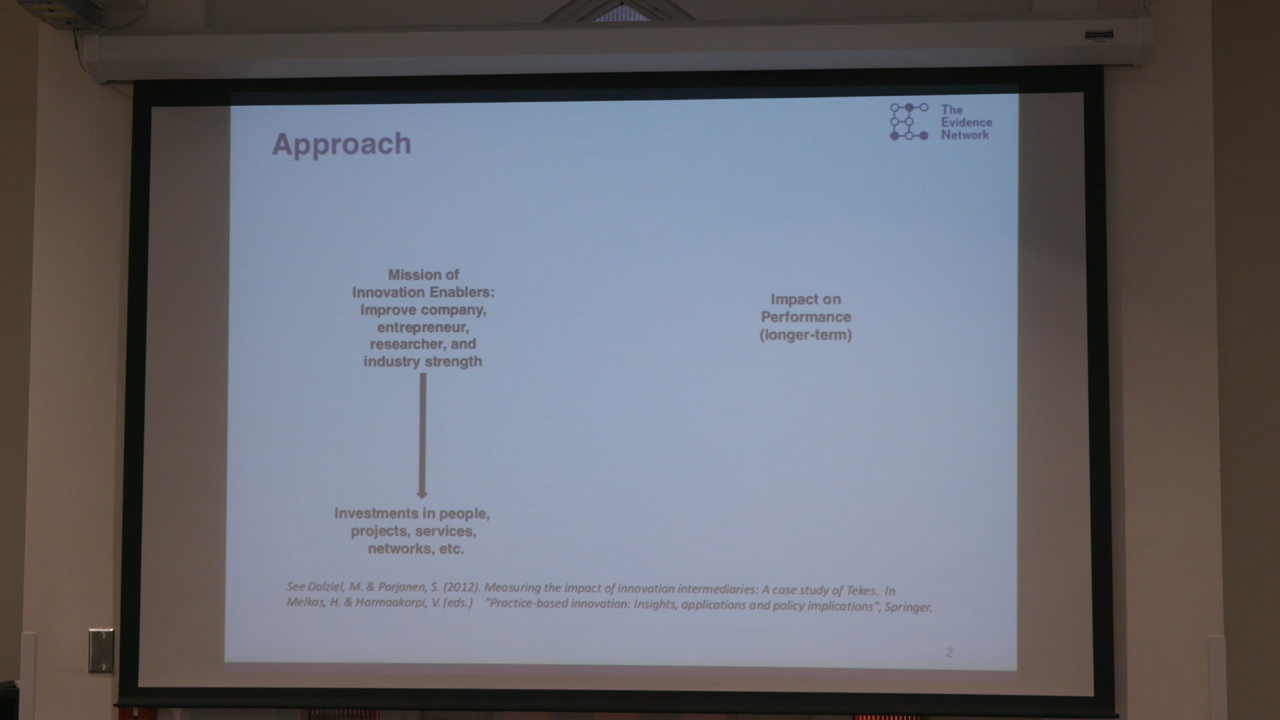 Approach
The
Evidence
Network
Mission of
Innovation Enablers:
Improve company,
entrepreneur,
researcher, and
industry strength
Impact on
Performance
(longer-term)
Investments in people,
projects, services,
networks, etc.
See Dalziel, M. & Parjanen, S. (2012). Measuring the impact of innovation intermediaries: A case study of Tekes. In
Melkas, H. & Harmaakorpi, V. (eds.) "Practice-based innovation: Insights, applications and policy implications", Springer.
2